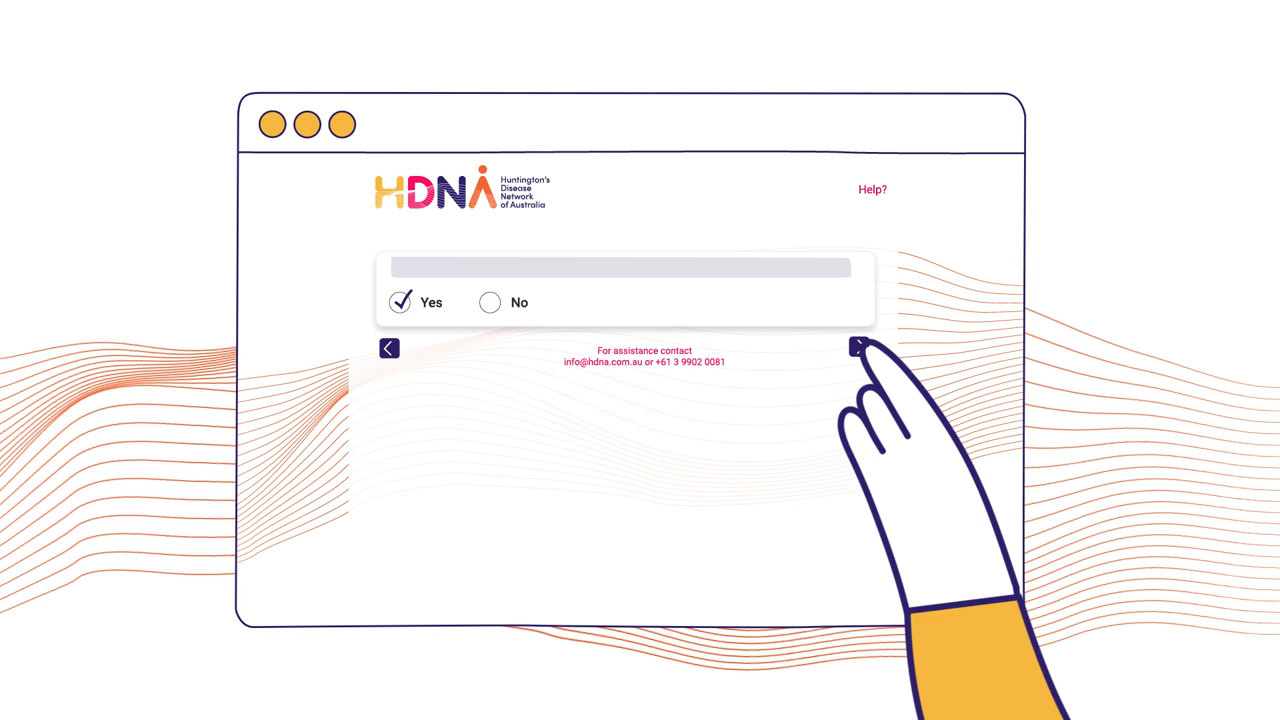 HDNA
Huntington's
Disease
Network
of Australia
Help?
Yes
No
For assistance contact
info@hdna.com.au or +61 3 9902 0081